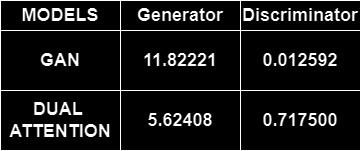 MODELS Generator Discriminator
GAN 11.82221 0.012592
DUAL
ATTENTION 5.62408 0.717500